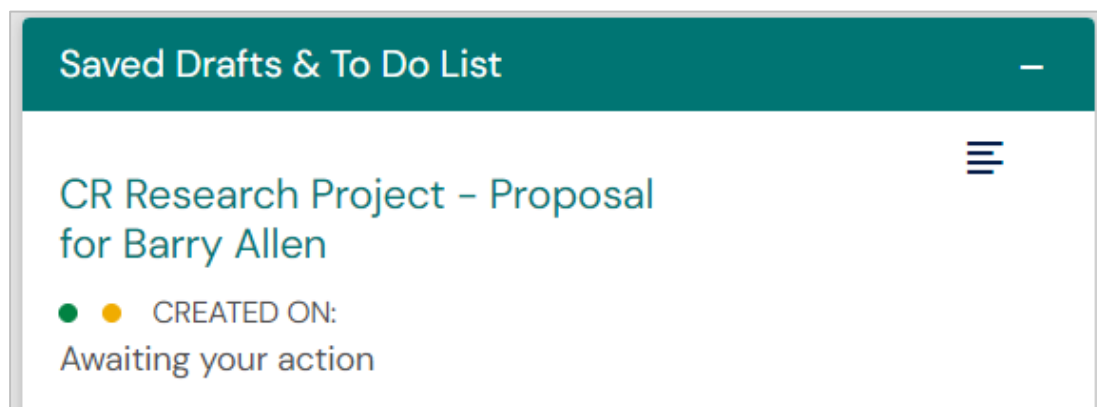 Saved Drafts & To Do List
CR Research Project – Proposal
for Barry Allen
CREATED ON:
Awaiting your action